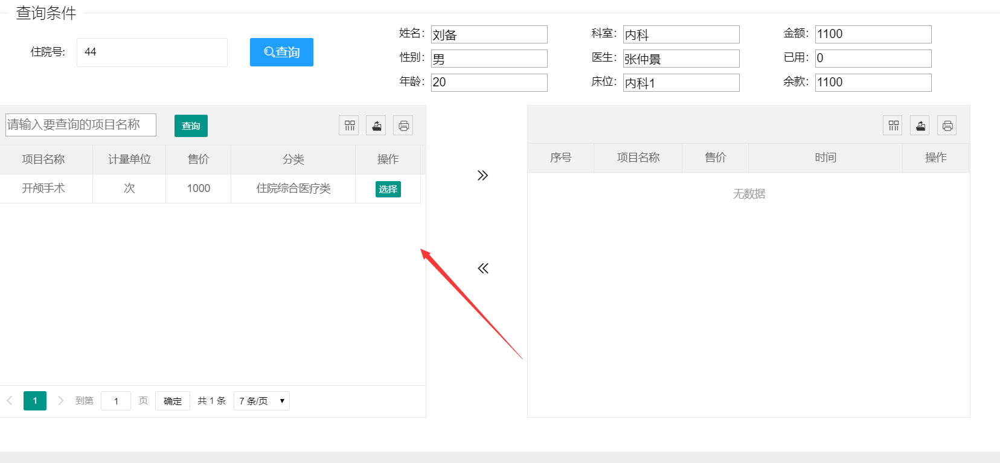 查询条件
住院号: 44 查询
姓名: 刘备 科室: 内科 金额: 1100
性别: 男 医生: 张仲景 已用: 0
年龄: 20 床位: 内科1 余款: 1100
请输入要查询的项目名称 查询
项目名称 计量单位 售价 分类 操作
开颅手术 次 1000 住院综合医疗类 选择
1 到第 1 页 确定 共 1 条 7 条/页
序号 项目名称 售价 时间 操作
无数据